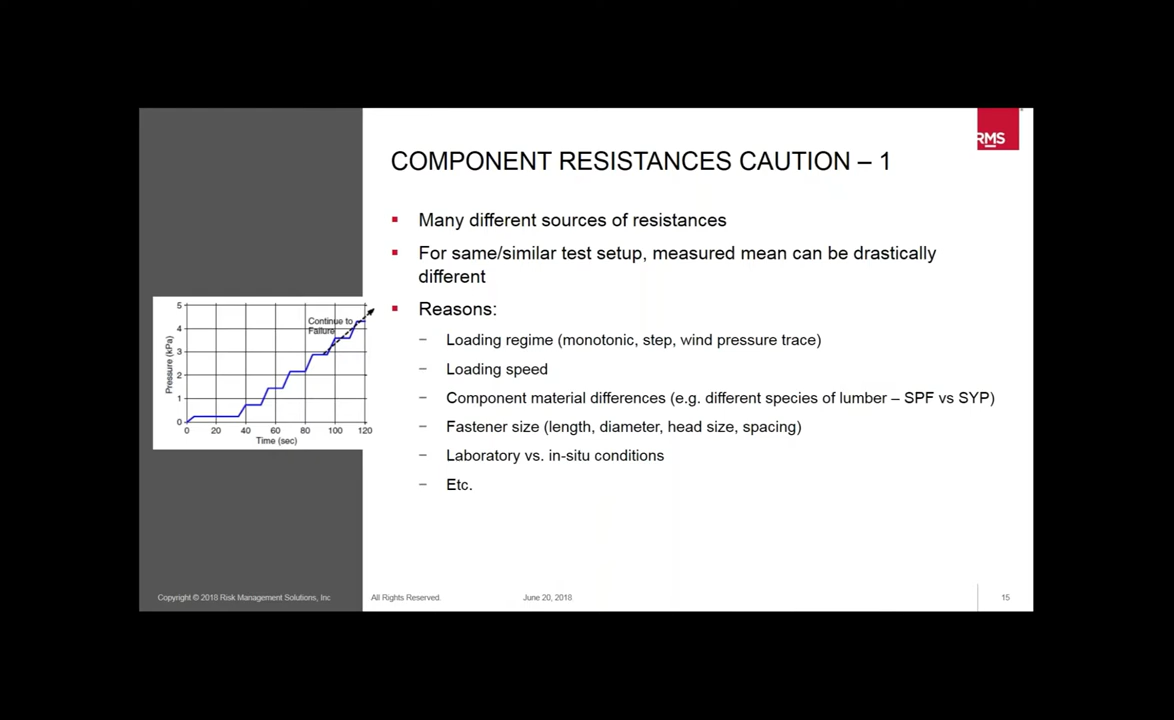 RMS
COMPONENT RESISTANCES CAUTION – 1
▪ Many different sources of resistances
▪ For same/similar test setup, measured mean can be drastically
different
▪ Reasons:
– Loading regime (monotonic, step, wind pressure trace)
– Loading speed
– Component material differences (e.g. different species of lumber – SPF vs SYP)
– Fastener size (length, diameter, head size, spacing)
– Laboratory vs. in-situ conditions
– Etc.
Pressure (kPa)
5
4
3
2
1
0
Continue to
Failure
0 20 40 60 80 100 120
Time (sec)
Copyright © 2018 Risk Management Solutions, Inc All Rights Reserved. June 20, 2018 15